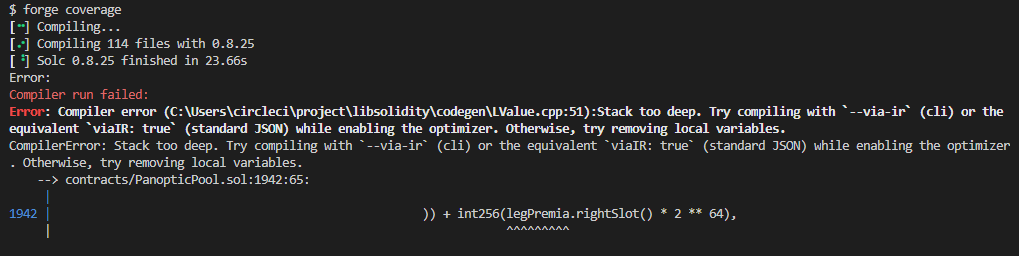 $ forge coverage
[⠒] Compiling...
[⠔] Compiling 114 files with 0.8.25
[⠘] Solc 0.8.25 finished in 23.66s
Error:
Compiler run failed:
Error: Compiler error (C:\Users\circleci\project\libsolidity\codegen\LValue.cpp:51):Stack too deep. Try compiling with `--via-ir` (cli) or the
equivalent `viaIR: true` (standard JSON) while enabling the optimizer. Otherwise, try removing local variables.
CompilerError: Stack too deep. Try compiling with `--via-ir` (cli) or the equivalent `viaIR: true` (standard JSON) while enabling the optimizer
. Otherwise, try removing local variables.
--> contracts/PanopticPool.sol:1942:65:
|
1942 | )) + int256(legPremia.rightSlot() * 2 ** 64),
| ^^^^^^^^^